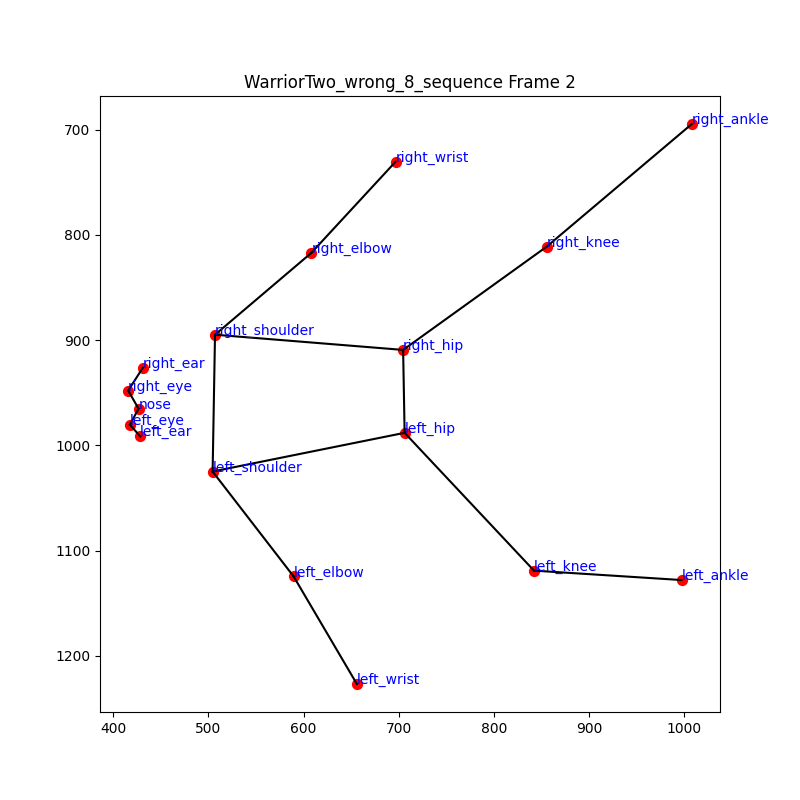 WarriorTwo_wrong_8_sequence Frame 2
right_ankle
700
right_wrist
800
right_elbow
right_knee
right_shoulder
900
right_hip
right_ear
right_eye
nose
left_eye
left_hip
left_ear
1000
left_shoulder
1100
left_knee
left_elbow
left_ankle
1200
left_wrist
400 500 600 700 800 900 1000